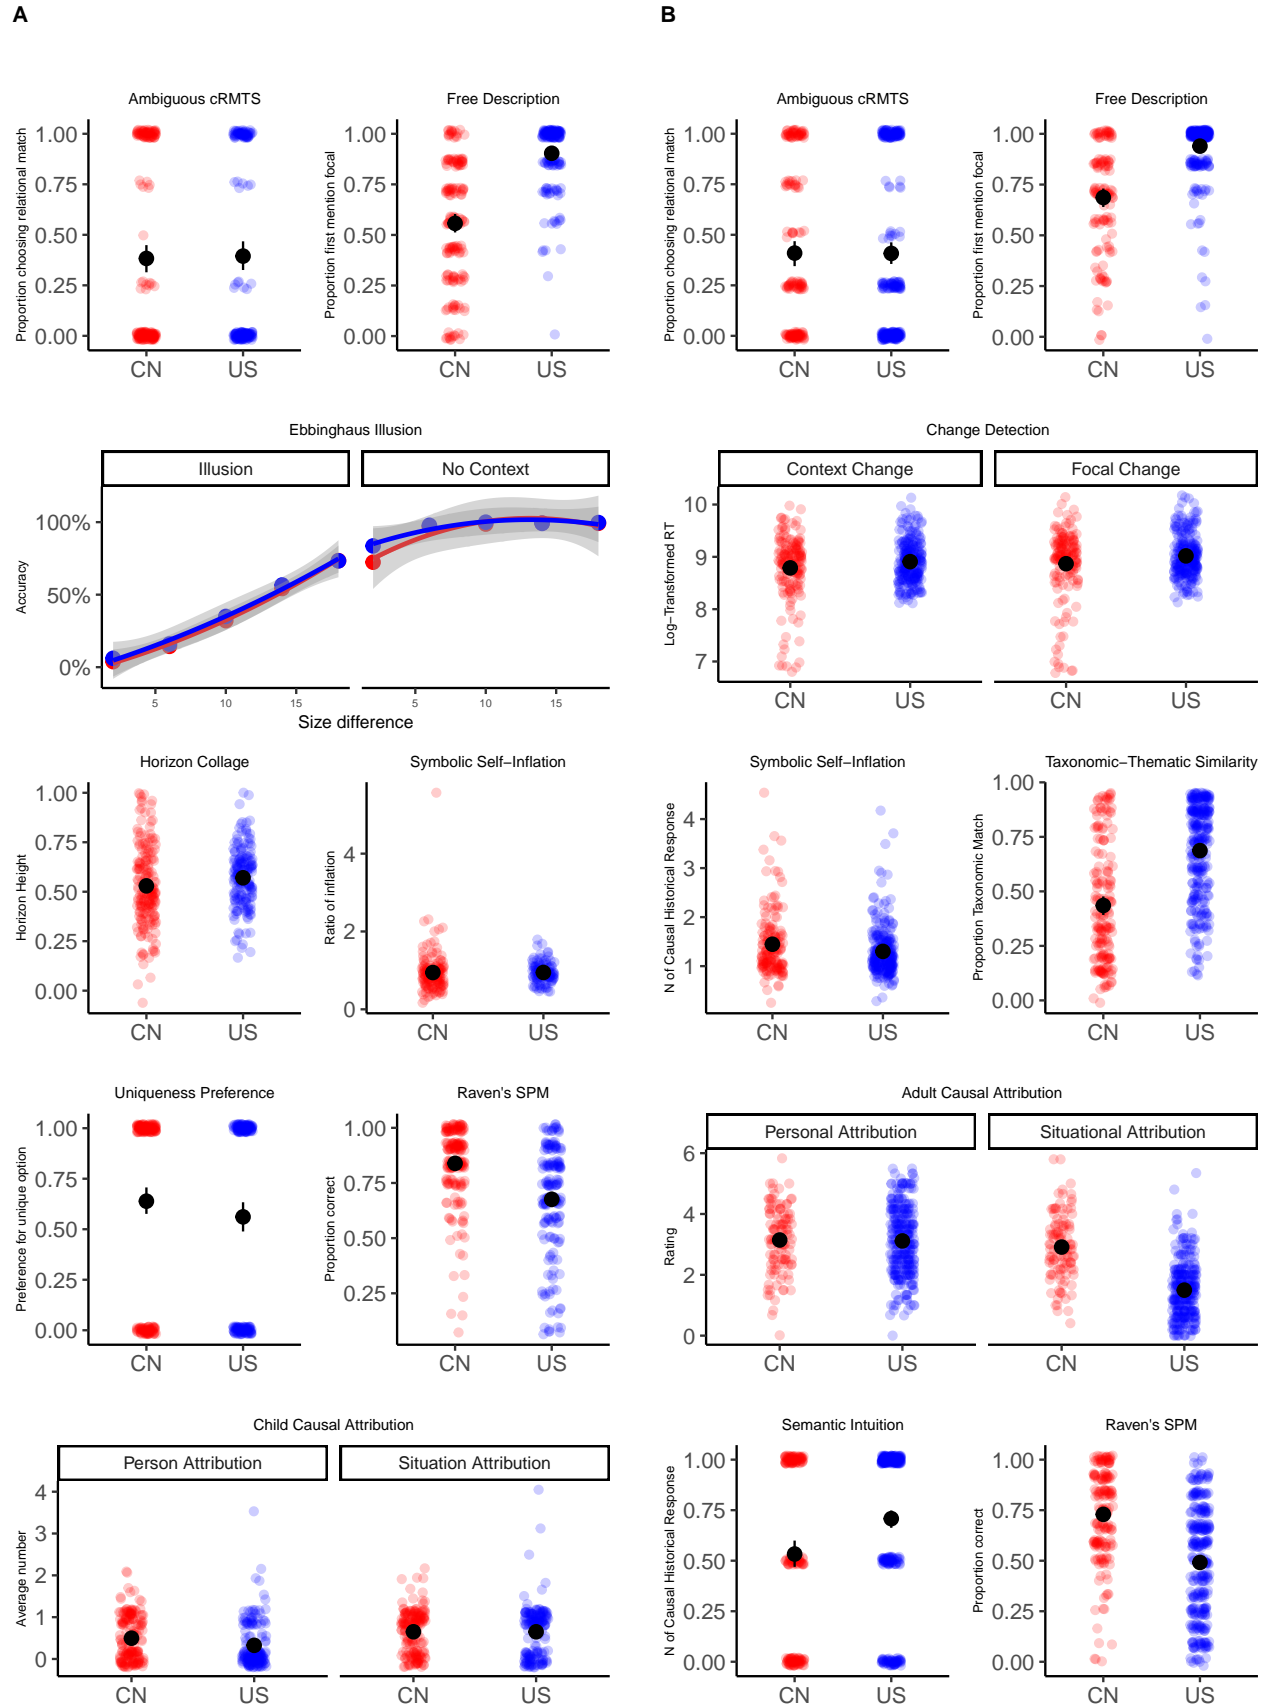 A
B
Ambiguous cRMTS
Free Description
Ambiguous cRMTS
Free Description
Proportion choosing relational match
1.00
0.75
0.50
0.25
0.00
CN
US
Proportion first mention focal
1.00
0.75
0.50
0.25
0.00
CN
US
Proportion choosing relational match
1.00
0.75
0.50
0.25
0.00
CN
US
Proportion first mention focal
1.00
0.75
0.50
0.25
0.00
CN
US
Ebbinghaus Illusion
Illusion
No Context
Accuracy
100%
50%
0%
5
10
15
5
10
15
Size difference
Change Detection
Context Change
Focal Change
Log−Transformed RT
10
9
8
7
CN
US
CN
US
Horizon Collage
Horizon Height
1.00
0.75
0.50
0.25
0.00
CN
US
Symbolic Self−Inflation
Ratio of inflation
4
2
0
CN
US
Symbolic Self−Inflation
N of Causal Historical Response
4
3
2
1
CN
US
Taxonomic−Thematic Similarity
Proportion Taxonomic Match
1.00
0.75
0.50
0.25
0.00
CN
US
Uniqueness Preference
Preference for unique option
1.00
0.75
0.50
0.25
0.00
CN
US
Raven's SPM
Proportion correct
1.00
0.75
0.50
0.25
CN
US
Adult Causal Attribution
Personal Attribution
Situational Attribution
Rating
6
4
2
0
CN
US
CN
US
Child Causal Attribution
Person Attribution
Situation Attribution
Average number
4
3
2
1
0
CN
US
CN
US
Semantic Intuition
N of Causal Historical Response
1.00
0.75
0.50
0.25
0.00
CN
US
Raven's SPM
Proportion correct
1.00
0.75
0.50
0.25
0.00
CN
US